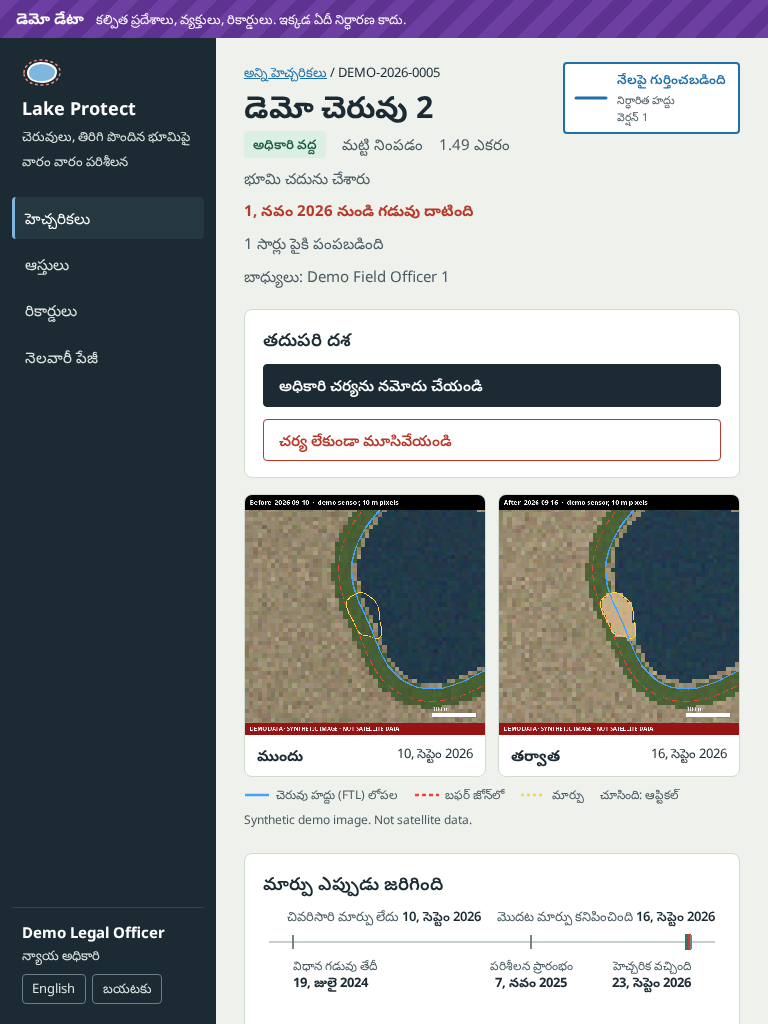 డెమో డేటా కల్పిత ప్రదేశాలు, వ్యక్తులు, రికార్డులు. ఇక్కడ ఏదీ నిర్ధారణ కాదు.
Lake Protect
చెరువులు, తిరిగి పొందిన భూమిపై
వారం వారం పరిశీలన
హెచ్చరికలు
ఆస్తులు
రికార్డులు
నెలవారీ పేజీ
Demo Legal Officer
న్యాయ అధికారి
English బయటకు
అన్ని హెచ్చరికలు / DEMO-2026-0005
డెమో చెరువు 2
నేలపై గుర్తించబడింది
నిర్ధారిత హద్దు
వెర్షన్ 1
అధికారి వద్ద మట్టి నింపడం 1.49 ఎకరం
భూమి చదును చేశారు
1, నవం 2026 నుండి గడువు దాటింది
1 సార్లు పైకి పంపబడింది
బాధ్యులు: Demo Field Officer 1
తదుపరి దశ
అధికారి చర్యను నమోదు చేయండి
చర్య లేకుండా మూసివేయండి
Before 2026-09-10 · demo sensor, 10 m pixels
DEMO DATA · SYNTHETIC IMAGE · NOT SATELLITE DATA
ముందు 10, సెప్టెం 2026
After 2026-09-16 · demo sensor, 10 m pixels
DEMO DATA · SYNTHETIC IMAGE · NOT SATELLITE DATA
తర్వాత 16, సెప్టెం 2026
చెరువు హద్దు (FTL) లోపల బఫర్ జోన్‌లో మార్పు చూసింది: ఆప్టికల్
Synthetic demo image. Not satellite data.
మార్పు ఎప్పుడు జరిగింది
చివరిసారి మార్పు లేదు 10, సెప్టెం 2026 మొదట మార్పు కనిపించింది 16, సెప్టెం 2026
విధాన గడువు తేదీ
19, జులై 2024
పరిశీలన ప్రారంభం
7, నవం 2025
హెచ్చరిక వచ్చింది
23, సెప్టెం 2026